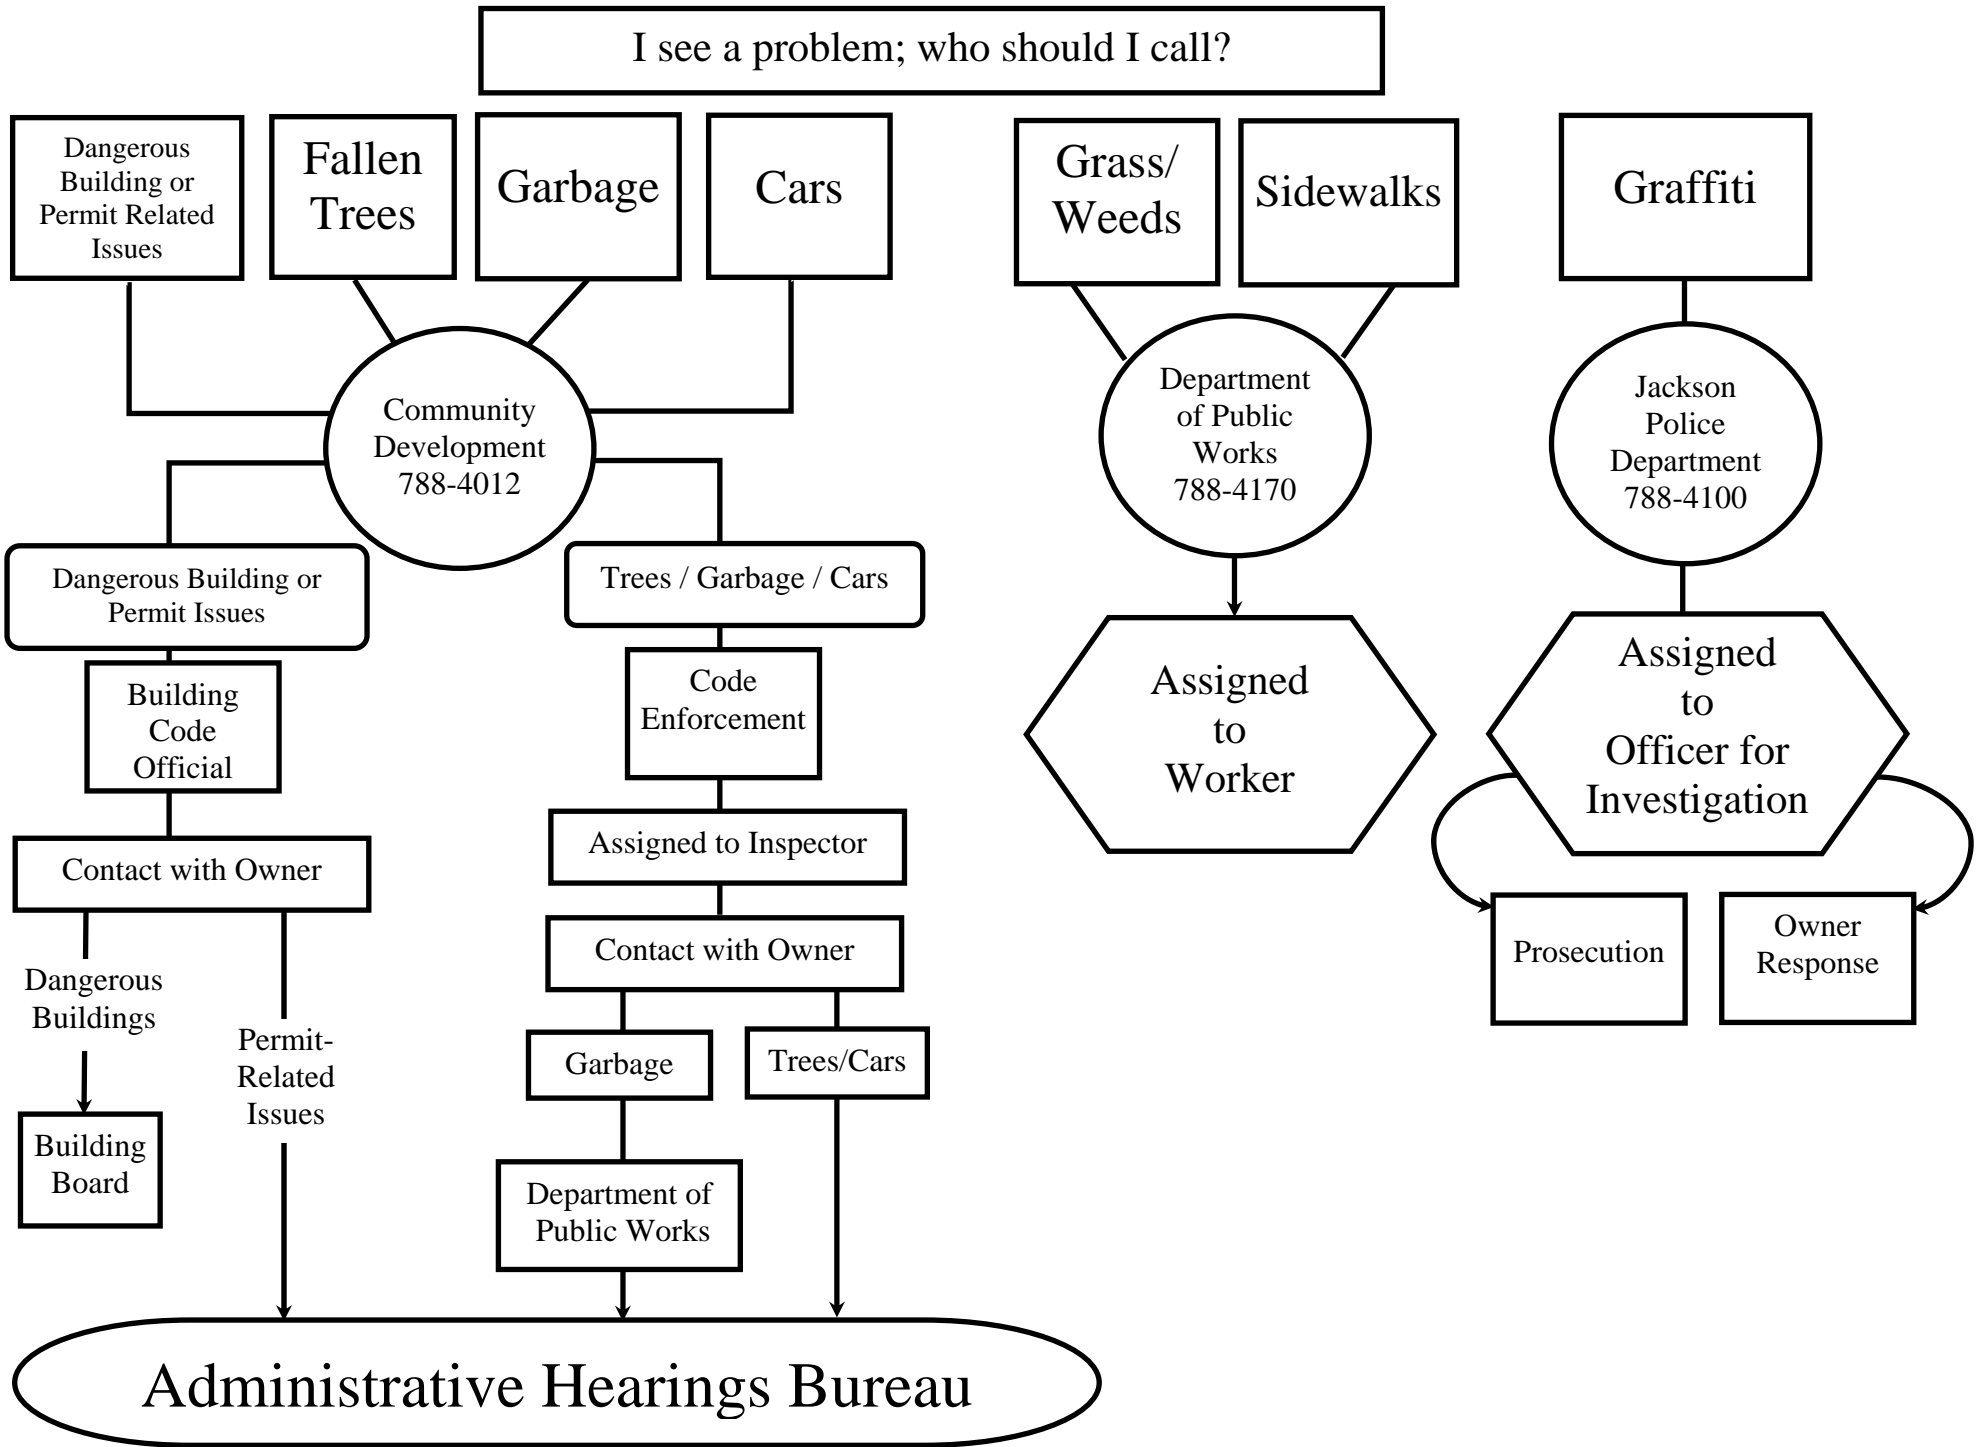 I see a problem; who should I call?
Dangerous
Building or
Permit Related
Issues
Fallen
Trees
Garbage
Cars
Grass/
Weeds
Sidewalks
Graffiti
Community
Development
788-4012
Department
of Public
Works
788-4170
Jackson
Police
Department
788-4100
Dangerous Building or
Permit Issues
Trees / Garbage / Cars
Building
Code
Official
Code
Enforcement
Assigned
to
Worker
Assigned
to
Officer for
Investigation
Contact with Owner
Assigned to Inspector
Contact with Owner
Prosecution
Owner
Response
Dangerous
Buildings
Permit-
Related
Issues
Garbage
Trees/Cars
Building
Board
Department of
Public Works
Administrative Hearings Bureau